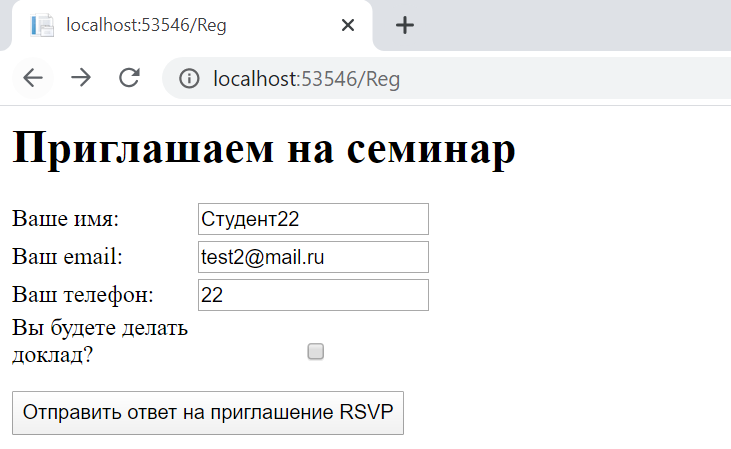 localhost:53546/Reg
localhost:53546/Reg
Приглашаем на семинар
Ваше имя: Студент22
Ваш email: test2@mail.ru
Ваш телефон: 22
Вы будете делать
доклад?
Отправить ответ на приглашение RSVP